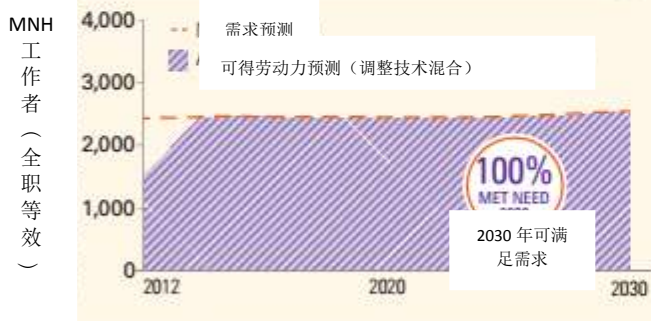 MNH
工
作
者
（
全
职
等
效
）
4,000
3,000
2,000
1,000
0
需求预测
可得劳动力预测（调整技术混合）
100%
MET NEED
2030 年可满
足需求
2012
2020
2030